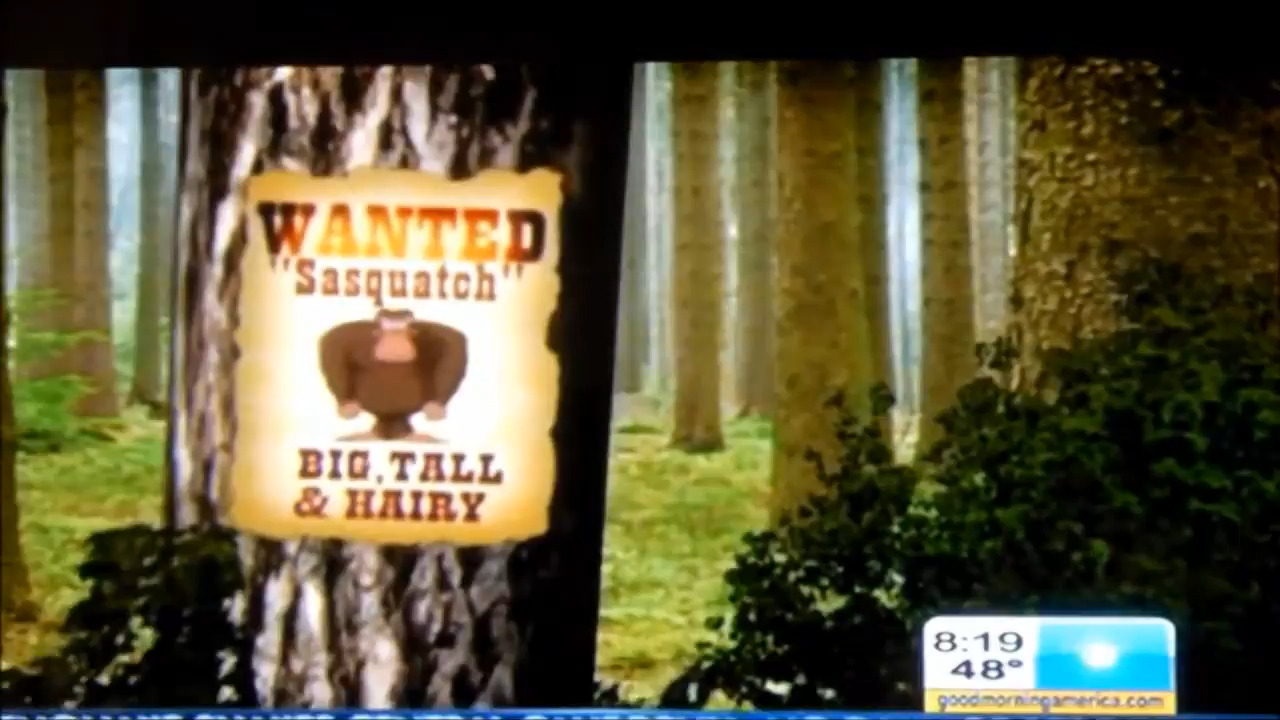 WANTED
"Sasquatch"
BIG, TALL
& HAIRY
8:19
48°
goodmorningamerica.com